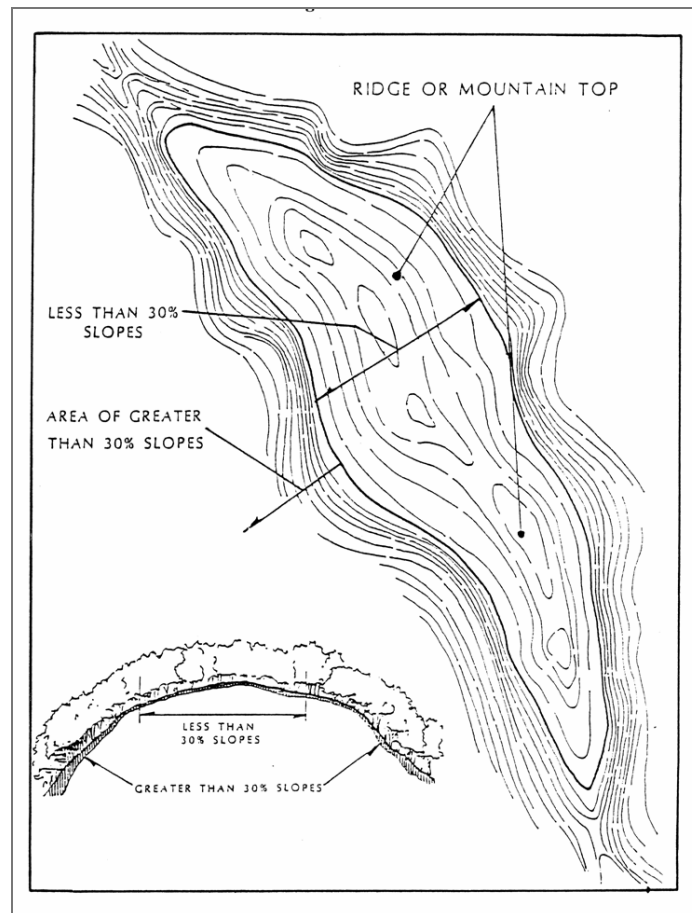 RIDGE OR MOUNTAIN TOP
LESS THAN 30%
SLOPES
AREA OF GREATER
THAN 30% SLOPES
LESS THAN
30% SLOPES
GREATER THAN 30% SLOPES